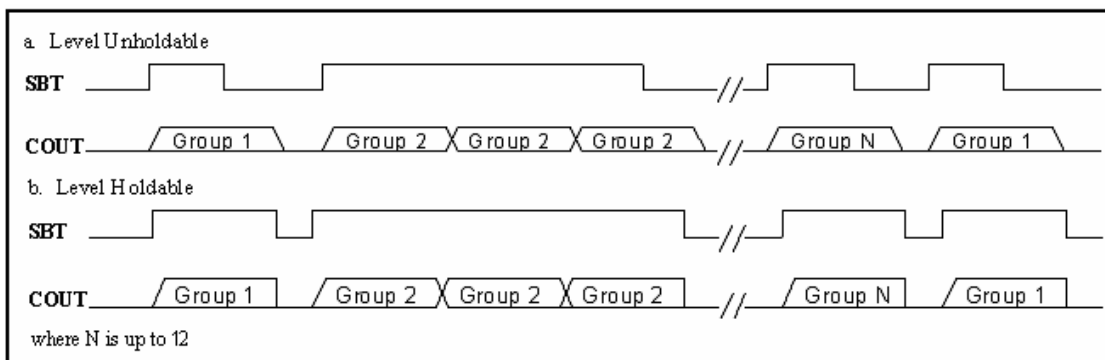 a. Level Unholdable
SBT
COUT Group 1 Group 2 Group 2 Group 2 // Group N Group 1
b. Level Holdable
SBT
COUT Group 1 Group 2 Group 2 Group 2 // Group N Group 1
where N is up to 12